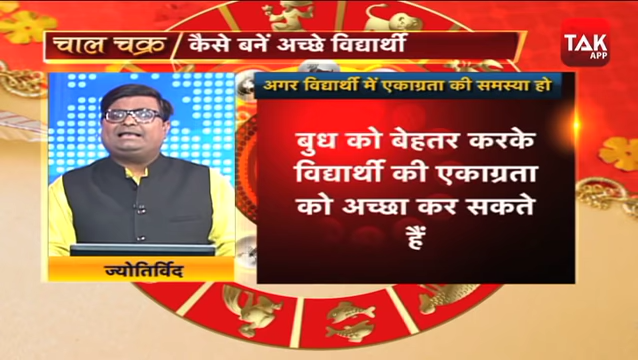 चाल चक्र / कैसे बनें अच्छे विद्यार्थी
TAK
APP
अगर विद्यार्थी में एकाग्रता की समस्या हो
बुध को बेहतर करके
विद्यार्थी की एकाग्रता
को अच्छा कर सकते
हैं
ज्योतिर्विद